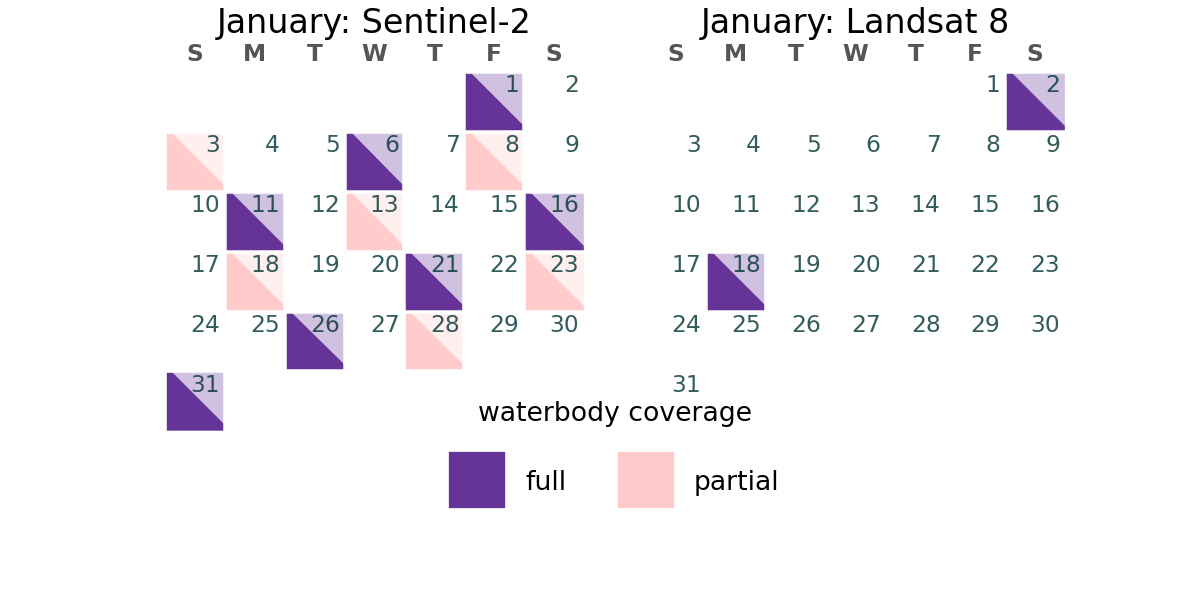 January: Sentinel-2
S M T W T F S
1 2
3 4 5 6 7 8 9
10 11 12 13 14 15 16
17 18 19 20 21 22 23
24 25 26 27 28 29 30
31
January: Landsat 8
S M T W T F S
1 2
3 4 5 6 7 8 9
10 11 12 13 14 15 16
17 18 19 20 21 22 23
24 25 26 27 28 29 30
31
waterbody coverage
full partial